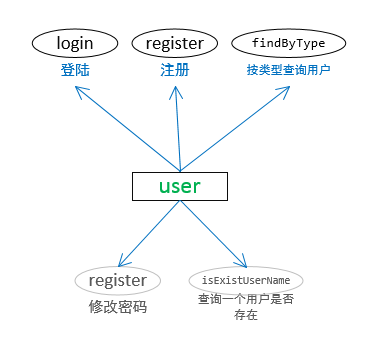 login
register
findByType
登陆
注册
按类型查询用户
user
register
isExistUserName
修改密码
查询一个用户是否
存在